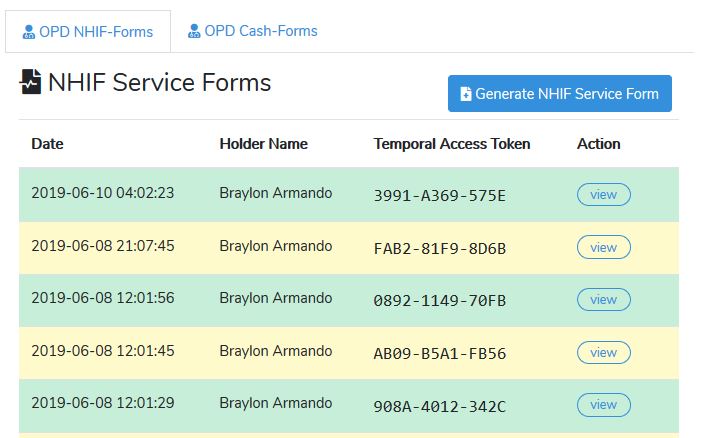 OPD NHIF-Forms OPD Cash-Forms
NHIF Service Forms Generate NHIF Service Form
Date Holder Name Temporal Access Token Action
2019-06-10 04:02:23 Braylon Armando 3991-A369-575E view
2019-06-08 21:07:45 Braylon Armando FAB2-81F9-8D6B view
2019-06-08 12:01:56 Braylon Armando 0892-1149-70FB view
2019-06-08 12:01:45 Braylon Armando AB09-B5A1-FB56 view
2019-06-08 12:01:29 Braylon Armando 908A-4012-342C view